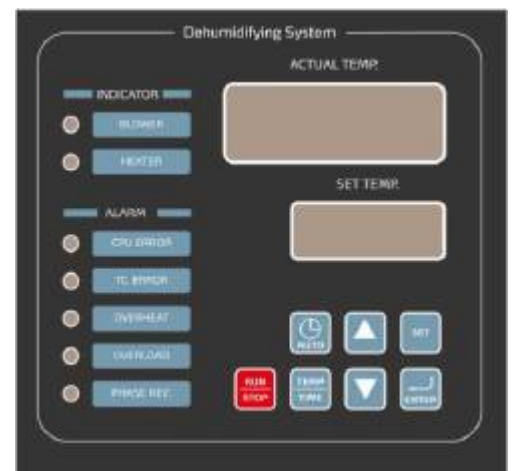 Dehumidifying System
ACTUAL TEMP.
INDICATOR
BLOWER
HEATER
SET TEMP.
ALARM
CPU ERROR
TC ERROR
OVERHEAT
OVERLOAD
PHASE REV.
AUTO
SET
RUN
STOP
TEMP
TIME
ENTER